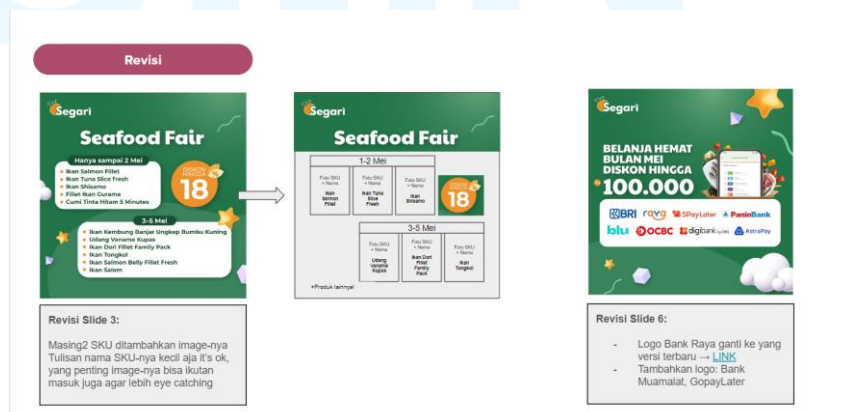 Revisi
Segari
Seafood Fair
Hanya sampai 2 Mei
Ikan Salmon Fillet
Ikan Tuna Slice Fresh
Ikan Shisamo
Fillet Ikan Gurame
Cumi Tinta Hitam 5 Minutes
DISKON
HINGGA
18
%
3-5 Mei
Ikan Kembung Banjar Ungkep Bumbu Kuning
Udang Vaname Kupas
Ikan Dori Fillet Family Pack
Ikan Tongkol
Ikan Salmon Belly Fillet Fresh
Ikan Salem
Revisi Slide 3:
Masing2 SKU ditambahkan image-nya
Tulisan nama SKU-nya kecil aja it's ok,
yang penting image-nya bisa ikutan
masuk juga agar lebih eye catching
Segari
Seafood Fair
1-2 Mei
Foto SKU
+ Nama
Ikan
Salmon
Fillet
Foto SKU
+ Nama
Ikan Tuna
Slice
Fresh
Foto SKU
+ Nama
Ikan
Shisamo
18
3-5 Mei
Foto SKU
+ Nama
Udang
Vaname
Kupas
Foto SKU
+ Nama
Ikan Dori
Fillet
Family
Pack
Foto SKU
+ Nama
Ikan
Tongkol
+Produk lainnya!
Segari
BELANJA HEMAT
BULAN MEI
DISKON HINGGA
100.000
BRI raya SPayLater PaninBank
blu OCBC digibank by DBS AstraPay
Revisi Slide 6:
- Logo Bank Raya ganti ke yang
versi terbaru → LINK
- Tambahkan logo: Bank
Muamalat, GopayLater